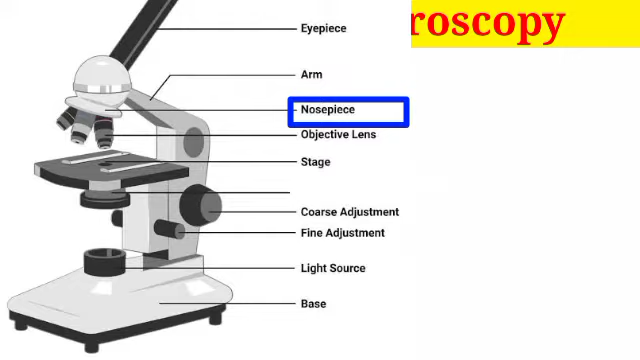 roscopy
Eyepiece
Arm
Nosepiece
Objective Lens
Stage
Coarse Adjustment
Fine Adjustment
Light Source
Base